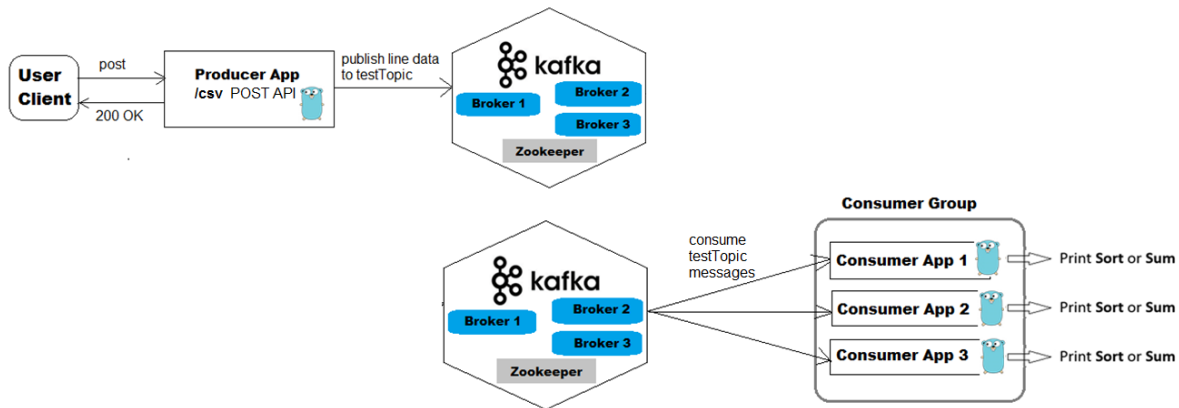 User
Client
post
200 OK
Producer App
/csv POST API
publish line data
to testTopic
kafka
Broker 1
Broker 2
Broker 3
Zookeeper
kafka
Broker 1
Broker 2
Broker 3
Zookeeper
consume
testTopic
messages
Consumer Group
Consumer App 1
Print Sort or Sum
Consumer App 2
Print Sort or Sum
Consumer App 3
Print Sort or Sum